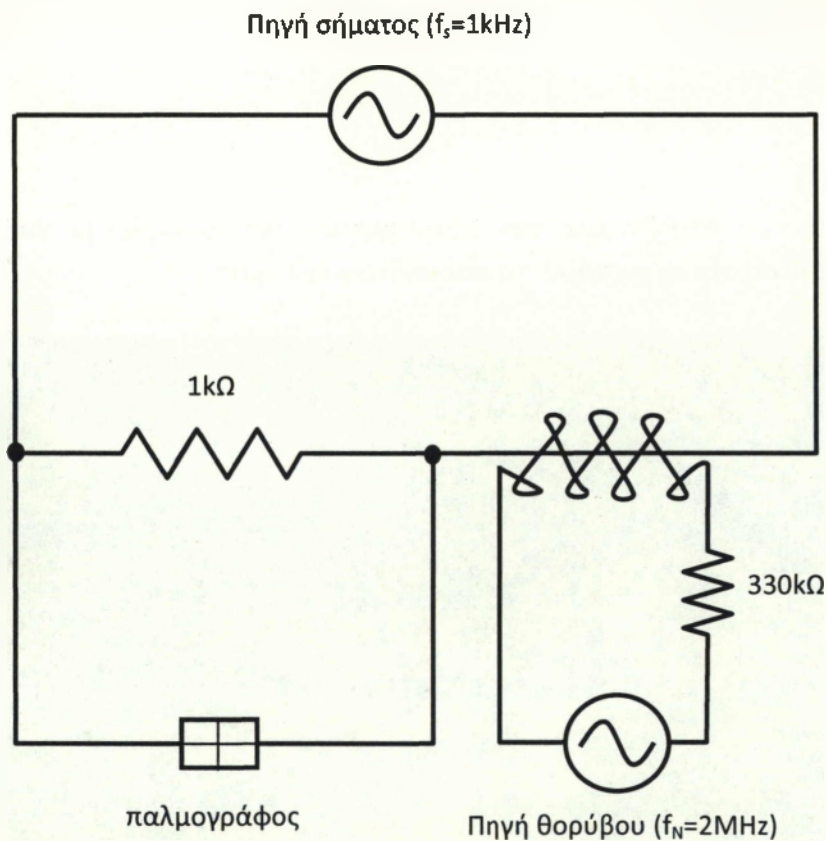 Πηγή σήματος (fs=1kHz)
1kΩ
330kΩ
παλμογράφος
Πηγή θορύβου (fN=2MHz)